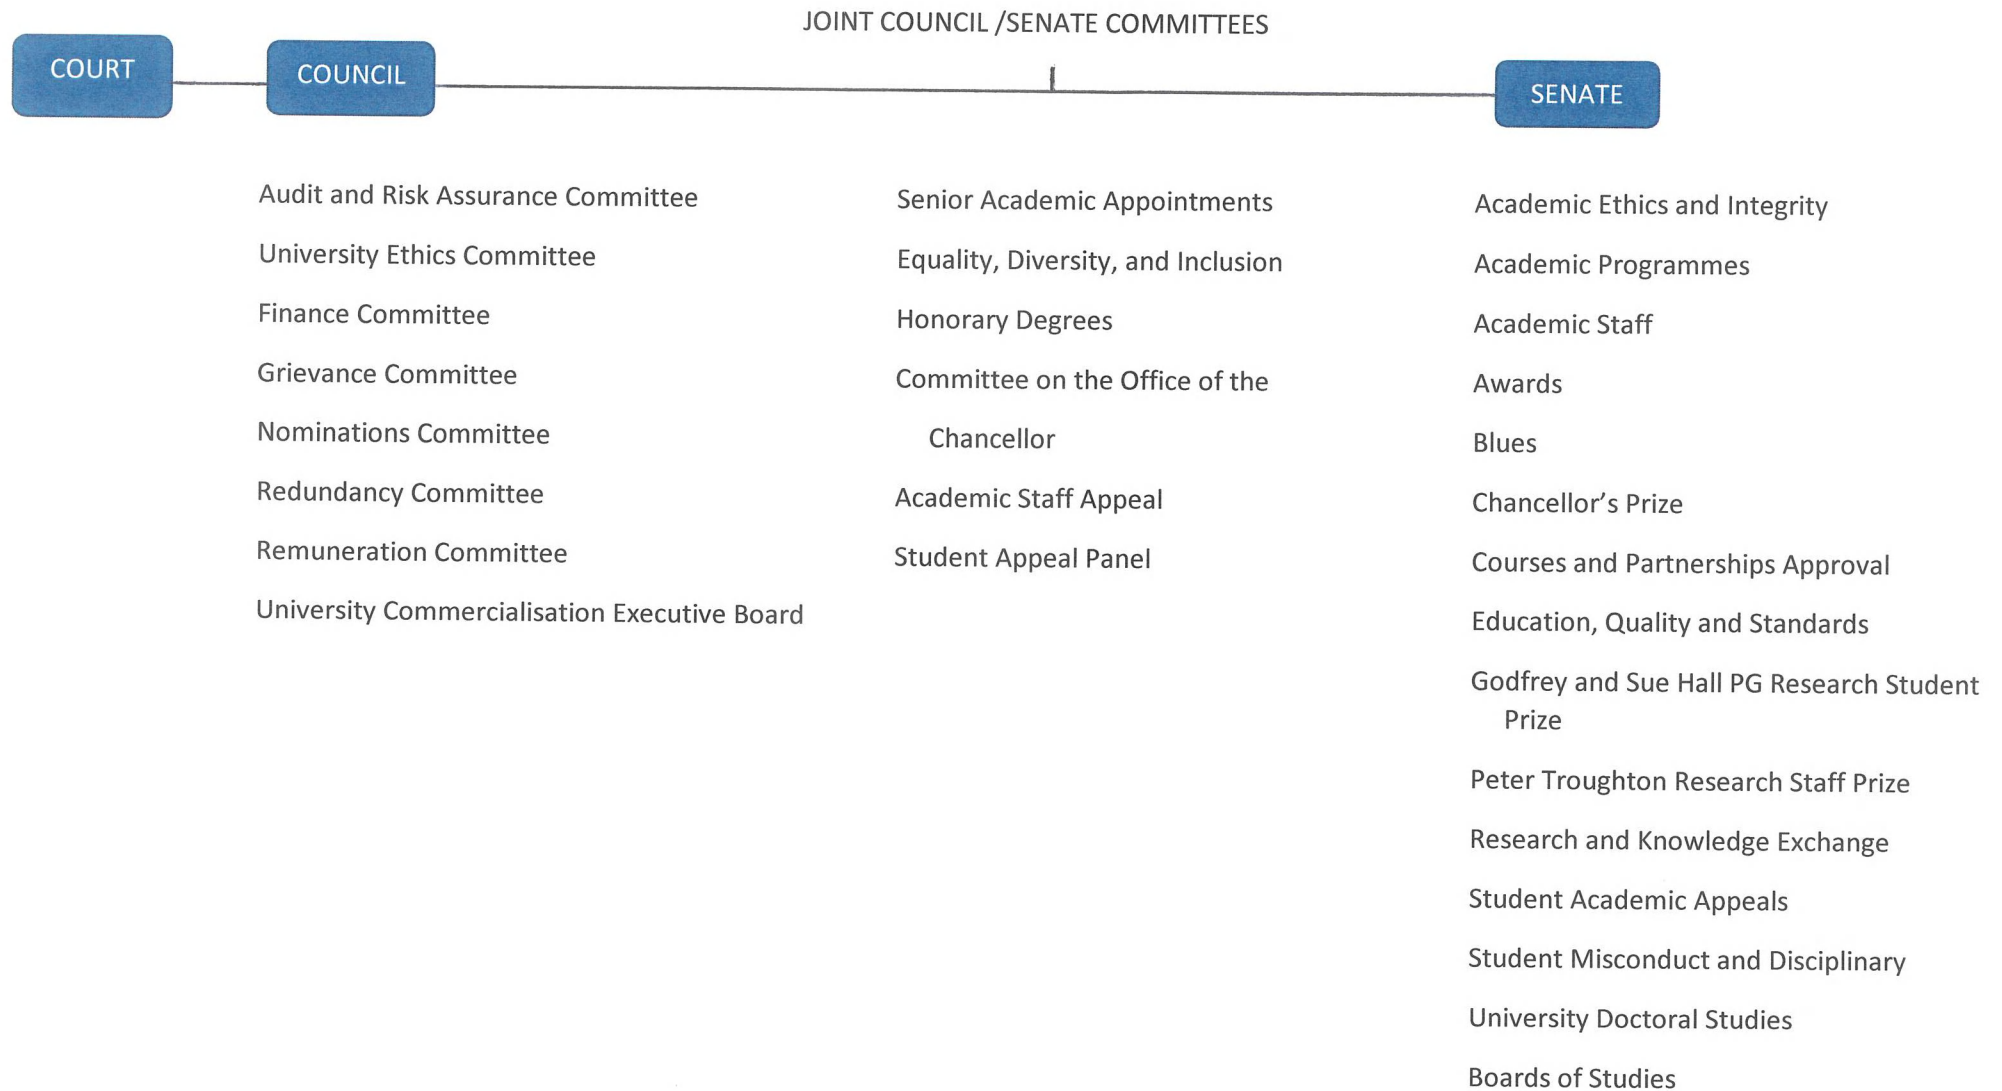 JOINT COUNCIL /SENATE COMMITTEES
COURT
COUNCIL
SENATE
Audit and Risk Assurance Committee
University Ethics Committee
Finance Committee
Grievance Committee
Nominations Committee
Redundancy Committee
Remuneration Committee
University Commercialisation Executive Board
Senior Academic Appointments
Equality, Diversity, and Inclusion
Honorary Degrees
Committee on the Office of the
Chancellor
Academic Staff Appeal
Student Appeal Panel
Academic Ethics and Integrity
Academic Programmes
Academic Staff
Awards
Blues
Chancellor’s Prize
Courses and Partnerships Approval
Education, Quality and Standards
Godfrey and Sue Hall PG Research Student
Prize
Peter Troughton Research Staff Prize
Research and Knowledge Exchange
Student Academic Appeals
Student Misconduct and Disciplinary
University Doctoral Studies
Boards of Studies